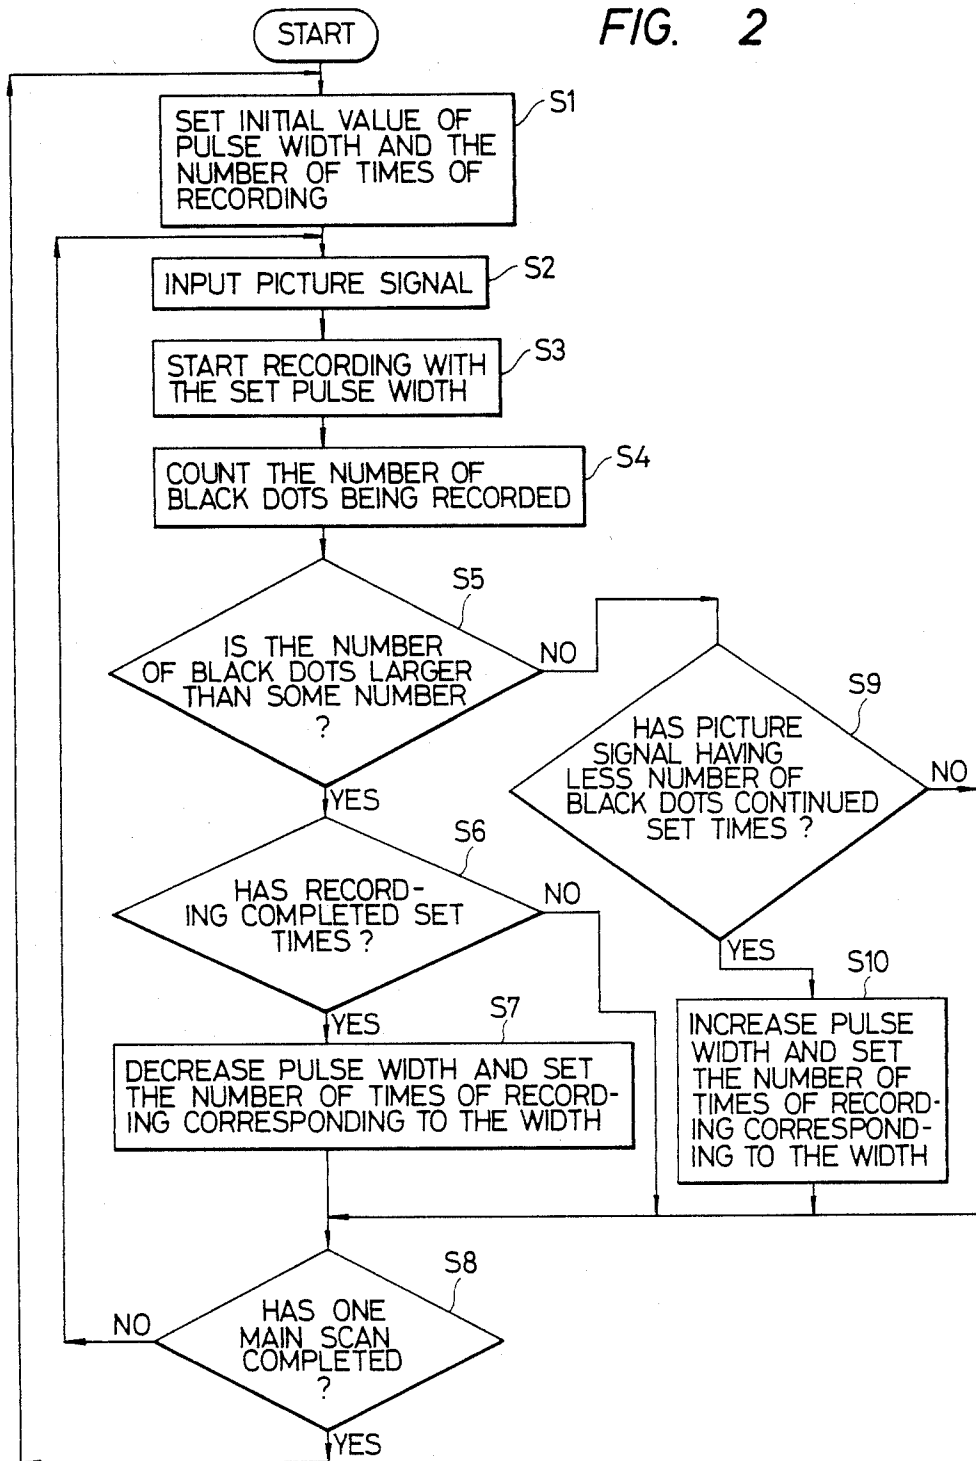 FIG. 2
START
S1
SET INITIAL VALUE OF
PULSE WIDTH AND THE
NUMBER OF TIMES OF
RECORDING
S2
INPUT PICTURE SIGNAL
S3
START RECORDING WITH
THE SET PULSE WIDTH
S4
COUNT THE NUMBER OF
BLACK DOTS BEING RECORDED
S5
IS THE NUMBER
OF BLACK DOTS LARGER
THAN SOME NUMBER
?
NO
YES
S9
HAS PICTURE
SIGNAL HAVING
LESS NUMBER OF
BLACK DOTS CONTINUED
SET TIMES ?
NO
YES
S6
HAS RECORD-
ING COMPLETED SET
TIMES ?
NO
YES
S7
DECREASE PULSE WIDTH AND SET
THE NUMBER OF TIMES OF RECORD-
ING CORRESPONDING TO THE WIDTH
S10
INCREASE PULSE
WIDTH AND SET
THE NUMBER OF
TIMES OF RECORD-
ING CORRESPOND-
ING TO THE WIDTH
S8
HAS ONE
MAIN SCAN
COMPLETED
?
NO
YES